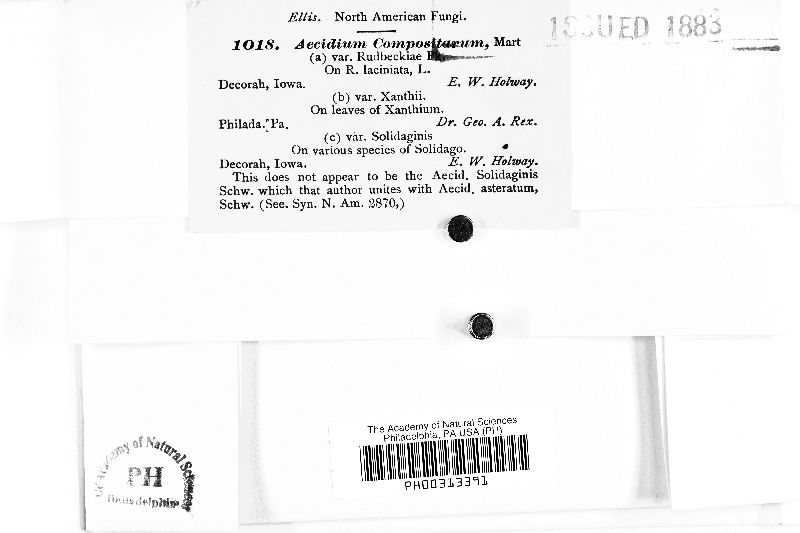 Ellis. North American Fungi.
ISSUED 1883
1018. Aecidium Compositarum, Mart
(a) var. Rudbeckiae
On R. laciniata, L.
Decorah, Iowa. E. W. Holway.
(b) var. Xanthii.
On leaves of Xanthium.
Philada. Pa. Dr. Geo. A. Rex.
(c) var. Solidaginis
On various species of Solidago.
Decorah, Iowa. E. W. Holway.
This does not appear to be the Aecid. Solidaginis
Schw. which that author unites with Aecid. asteratum,
Schw. (See. Syn. N. Am. 2870,)
The Academy of Natural Sciences
Philadelphia, PA USA (PH)
PH00313391
Academy of Natural Sciences
PH
Philadelphia